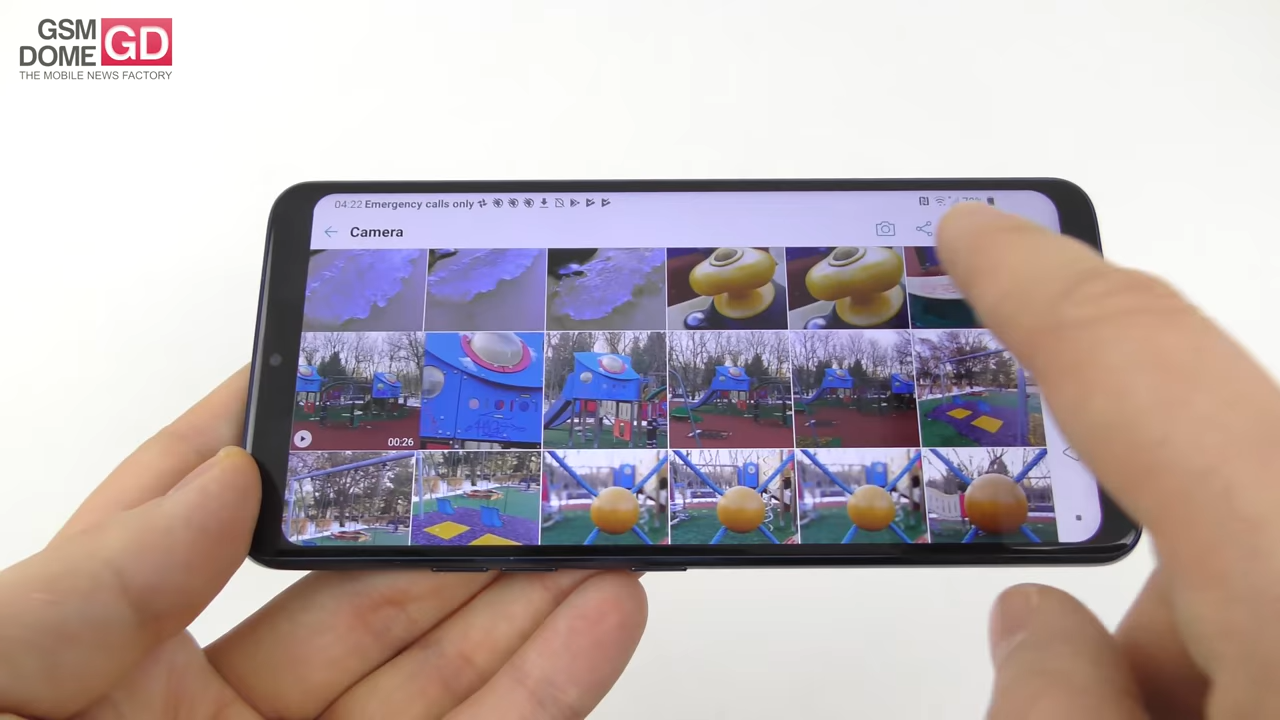 GSM
DOME GD
THE MOBILE NEWS FACTORY
04:22 Emergency calls only
Camera
00:26